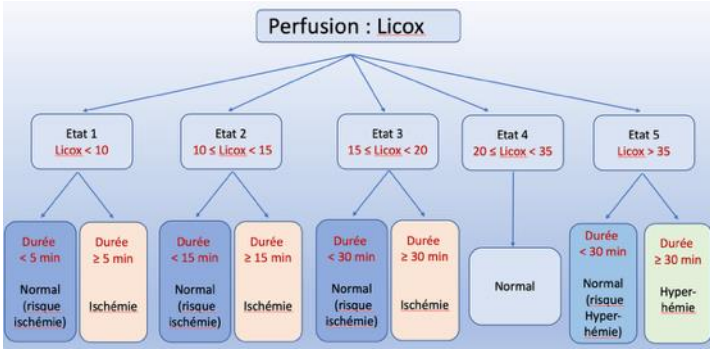 Perfusion : Licox
Etat 1
Licox < 10
Etat 2
10 ≤ Licox < 15
Etat 3
15 ≤ Licox < 20
Etat 4
20 ≤ Licox < 35
Etat 5
Licox > 35
Durée
< 5 min
Normal
(risque
ischémie)
Durée
≥ 5 min
Ischémie
Durée
< 15 min
Normal
(risque
ischémie)
Durée
≥ 15 min
Ischémie
Durée
< 30 min
Normal
(risque
ischémie)
Durée
≥ 30 min
Ischémie
Normal
Durée
< 30 min
Normal
(risque
Hyper-
hémie)
Durée
≥ 30 min
Hyper-
hémie